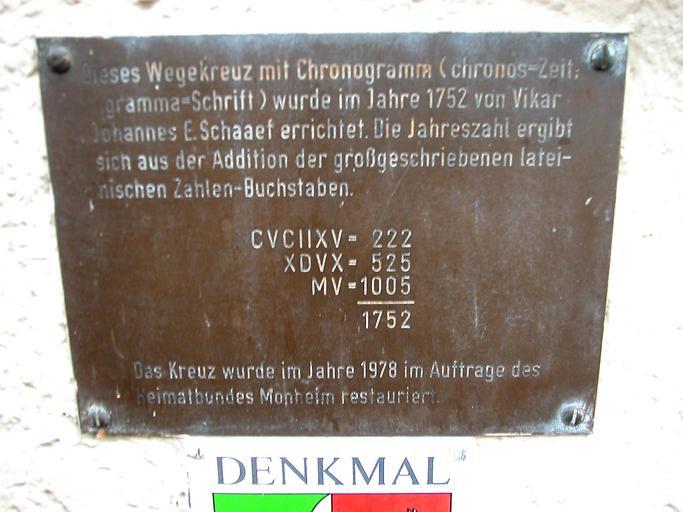 Dieses Wegekreuz mit Chronogramm (chronos=Zeit,
gramma=Schrift) wurde im Jahre 1752 von Vikar
Johannes E. Schaaef errichtet. Die Jahreszahl ergibt
sich aus der Addition der großgeschriebenen latei-
nischen Zahlen-Buchstaben.
CVCIIXV= 222
XDVX= 525
MV=1005
1752
Das Kreuz wurde im Jahre 1978 im Auftrage des
Heimatbundes Monheim restauriert.
DENKMAL